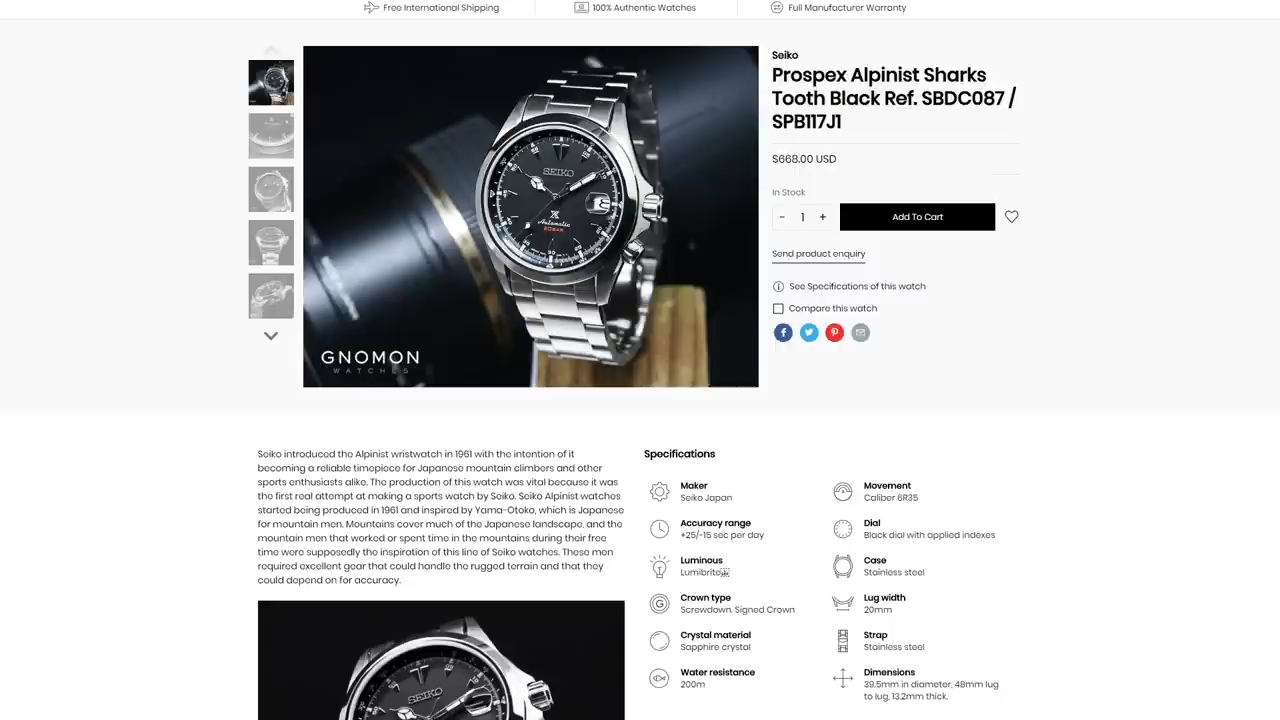 Free International Shipping
100% Authentic Watches
Full Manufacturer Warranty
SEIKO
Automatic
20BAR
GNOMON
WATCHES
Seiko
Prospex Alpinist Sharks
Tooth Black Ref. SBDC087 /
SPB117J1
S668.00 USD
In Stock
- 1 +
Add To Cart
Send product enquiry
See Specifications of this watch
Compare this watch
Seiko introduced the Alpinist wristwatch in 1961 with the intention of it
becoming a reliable timepiece for Japanese mountain climbers and other
sports enthusiasts alike. The production of this watch was vital because it was
the first real attempt at making a sports watch by Seiko. Seiko Alpinist watches
started being produced in 1961 and inspired by Yama-Otoko, which is Japanese
for mountain men. Mountains cover much of the Japanese landscape, and the
mountain men that worked or spent time in the mountains during their free
time were supposedly the inspiration of this line of Seiko watches. These men
required excellent gear that could handle the rugged terrain and that they
could depend on for accuracy.
SEIKO
Specifications
Maker
Seiko Japan
Movement
Caliber 6R35
Accuracy range
+25/-15 sec per day
Dial
Black dial with applied indexes
Luminous
Lumibrite
Case
Stainless steel
Crown type
Screwdown. Signed Crown
Lug width
20mm
Crystal material
Sapphire crystal
Strap
Stainless steel
Water resistance
200m
Dimensions
39.5mm in diameter, 48mm lug
to lug, 13.2mm thick.